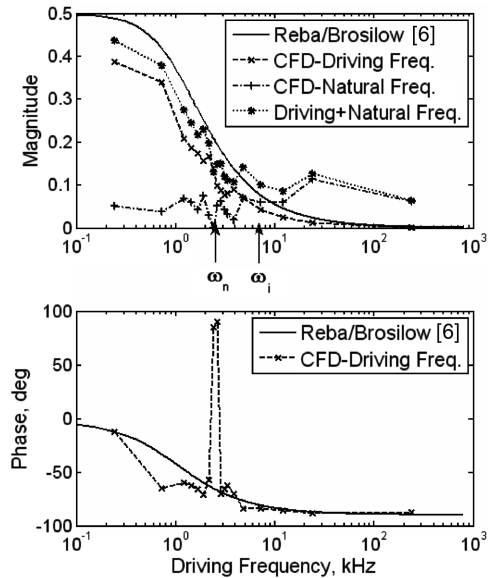 0.5
0.4
0.3
0.2
0.1
0
Magnitude
Reba/Brosilow [6]
CFD-Driving Freq.
CFD-Natural Freq.
Driving+Natural Freq.
10⁻¹ 10⁰ 10¹ 10² 10³
ωₙ ωᵢ
100
50
0
-50
-100
Phase, deg
Reba/Brosilow [6]
CFD-Driving Freq.
10⁻¹ 10⁰ 10¹ 10² 10³
Driving Frequency, kHz